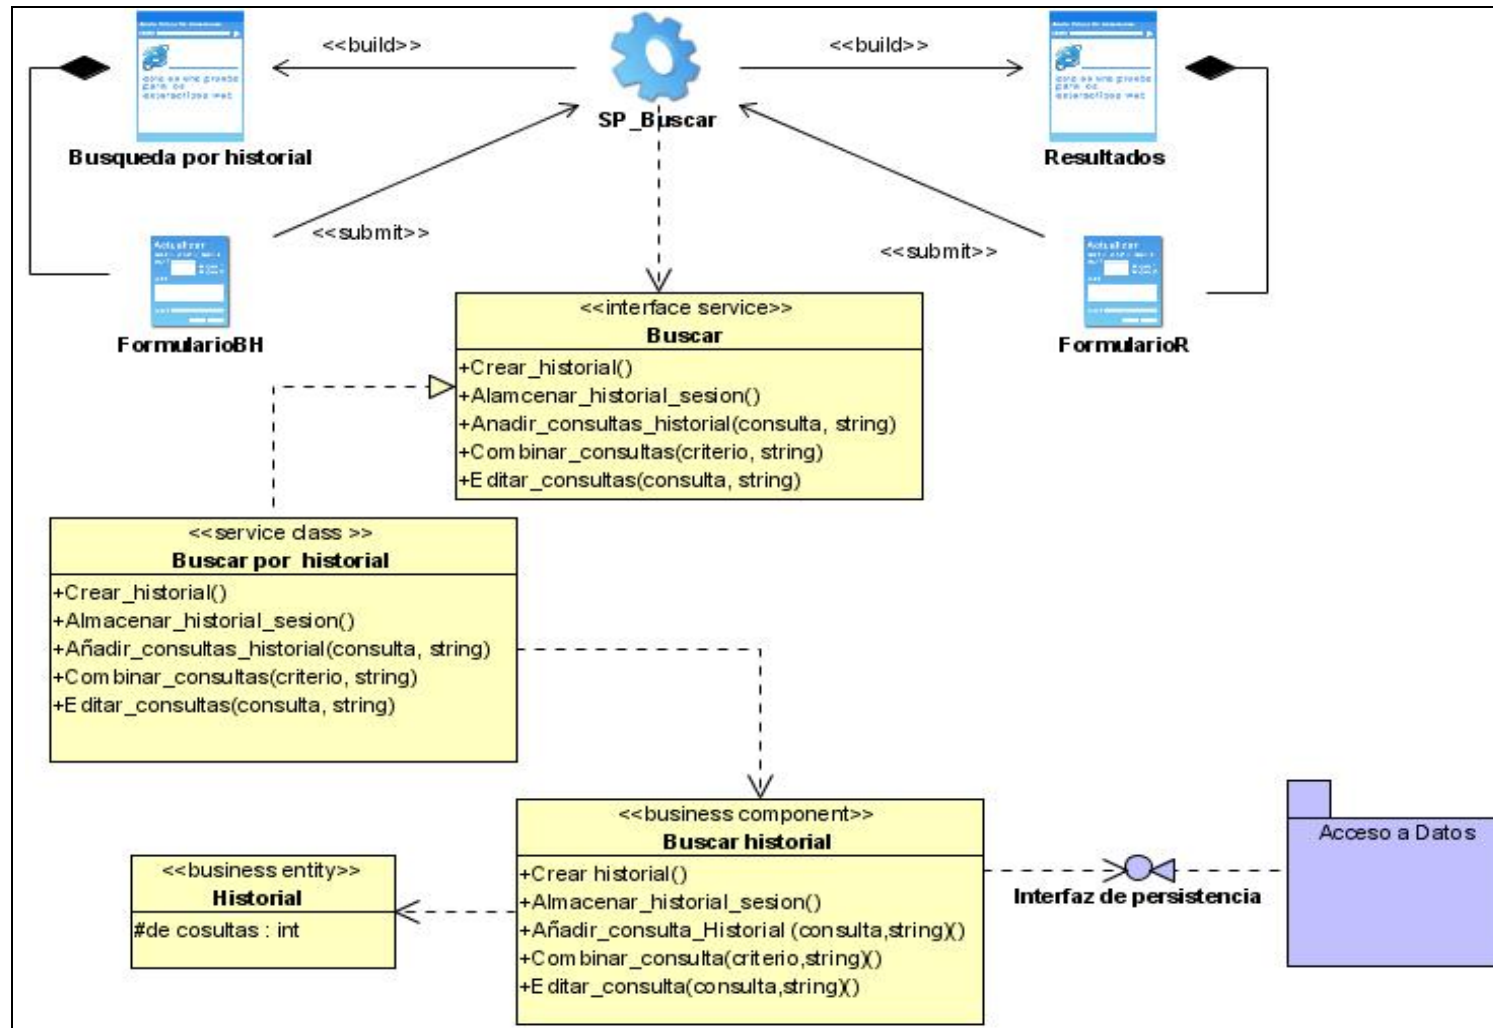 <<build>>
<<build>>
SP_Buscar
Busqueda por historial
Resultados
<<submit>>
<<submit>>
Actualizar
Actualizar
FormularioBH
FormularioR
<<interface service>>
Buscar
+Crear_historial()
+Alamcenar_historial_sesion()
+Anadir_consultas_historial(consulta, string)
+Combinar_consultas(criterio, string)
+Editar_consultas(consulta, string)
<<service class >>
Buscar por historial
+Crear_historial()
+Almacenar_historial_sesion()
+Añadir_consultas_historial(consulta, string)
+Combinar_consultas(criterio, string)
+Editar_consultas(consulta, string)
<<business component>>
Buscar historial
+Crear historial()
+Almacenar_historial_sesion()
+Añadir_consulta_Historial (consulta,string)()
+Combinar_consulta(criterio,string)()
+Editar_consulta(consulta,string)()
<<business entity>>
Historial
#de cosultas : int
Interfaz de persistencia
Acceso a Datos